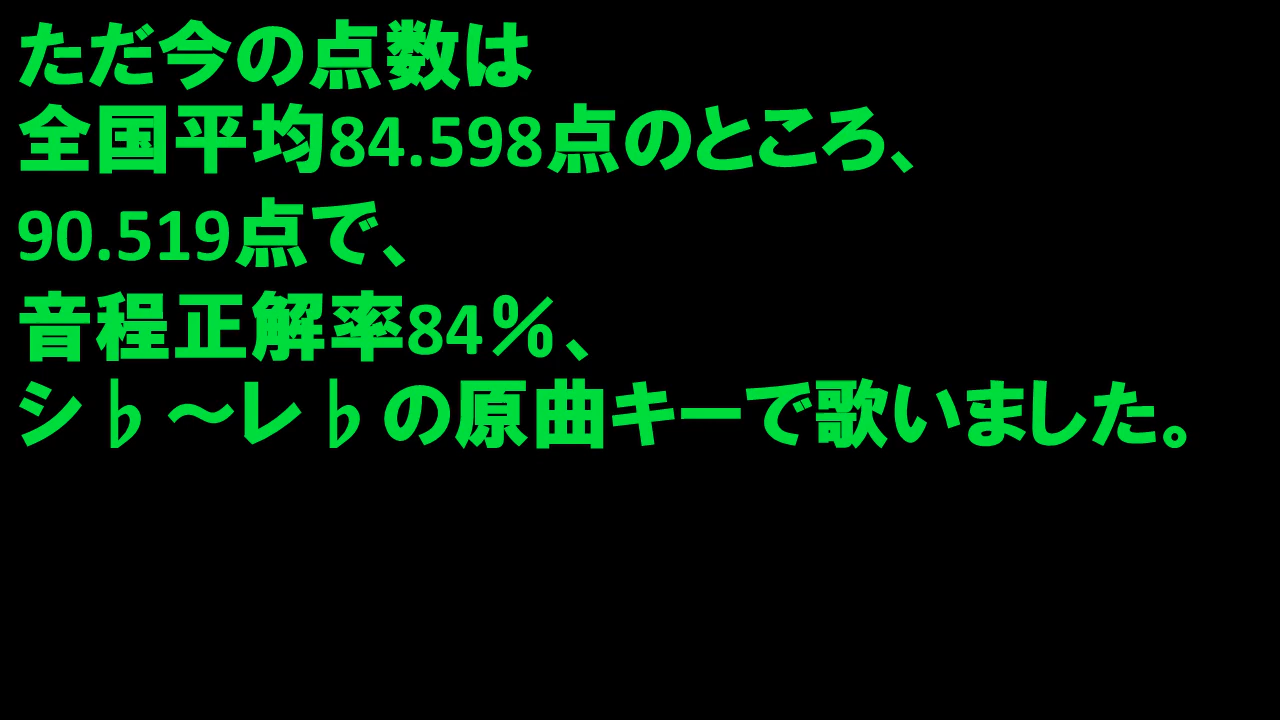 ただ今の点数は
全国平均84.598点のところ、
90.519点で、
音程正解率84％、
シ♭～レ♭の原曲キーで歌いました。